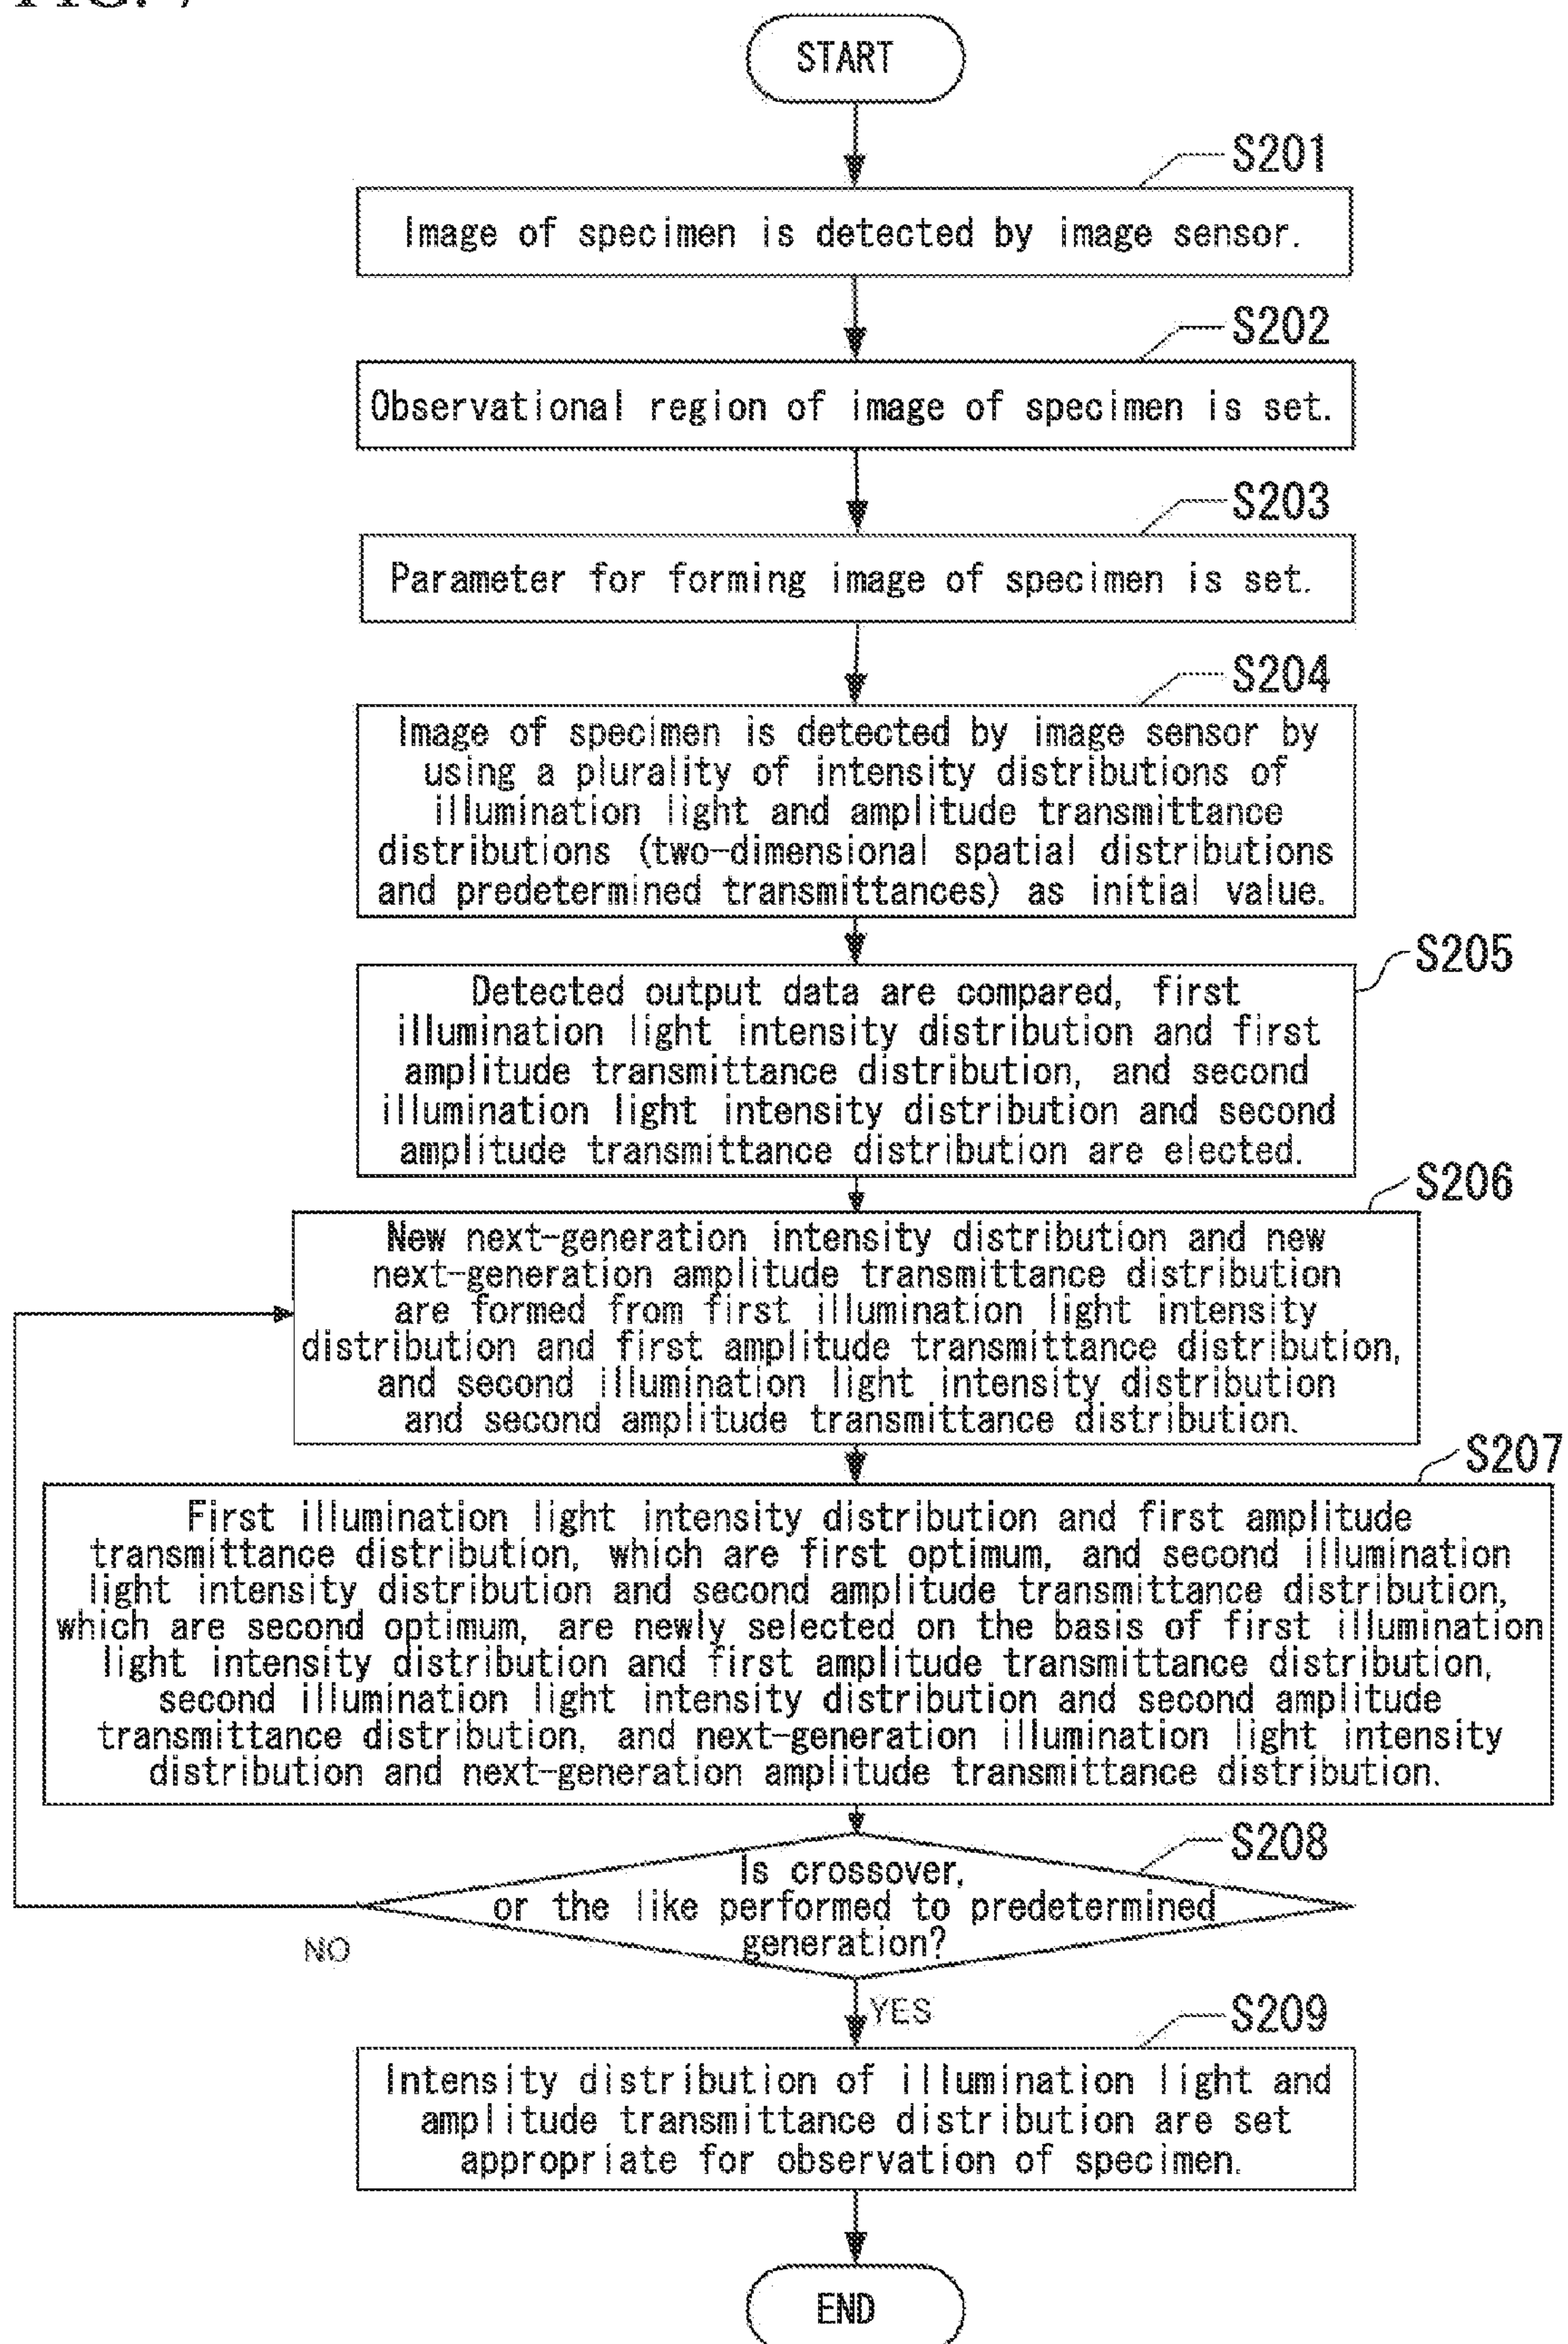 START
S201
Image of specimen is detected by image sensor.
S202
Observational region of image of specimen is set.
S203
Parameter for forming image of specimen is set.
S204
Image of specimen is detected by image sensor by
using a plurality of intensity distributions of
illumination light and amplitude transmittance
distributions (two-dimensional spatial distributions
and predetermined transmittances) as initial value.
S205
Detected output data are compared, first
illumination light intensity distribution and first
amplitude transmittance distribution, and second
illumination light intensity distribution and second
amplitude transmittance distribution are elected.
S206
New next-generation intensity distribution and new
next-generation amplitude transmittance distribution
are formed from first illumination light intensity
distribution and first amplitude transmittance distribution,
and second illumination light intensity distribution
and second amplitude transmittance distribution.
S207
First illumination light intensity distribution and first amplitude
transmittance distribution, which are first optimum, and second illumination
light intensity distribution and second amplitude transmittance distribution,
which are second optimum, are newly selected on the basis of first illumination
light intensity distribution and first amplitude transmittance distribution,
second illumination light intensity distribution and second amplitude
transmittance distribution, and next-generation illumination light intensity
distribution and next-generation amplitude transmittance distribution.
S208
Is crossover,
or the like performed to predetermined
generation?
NO
YES
S209
Intensity distribution of illumination light and
amplitude transmittance distribution are set
appropriate for observation of specimen.
END